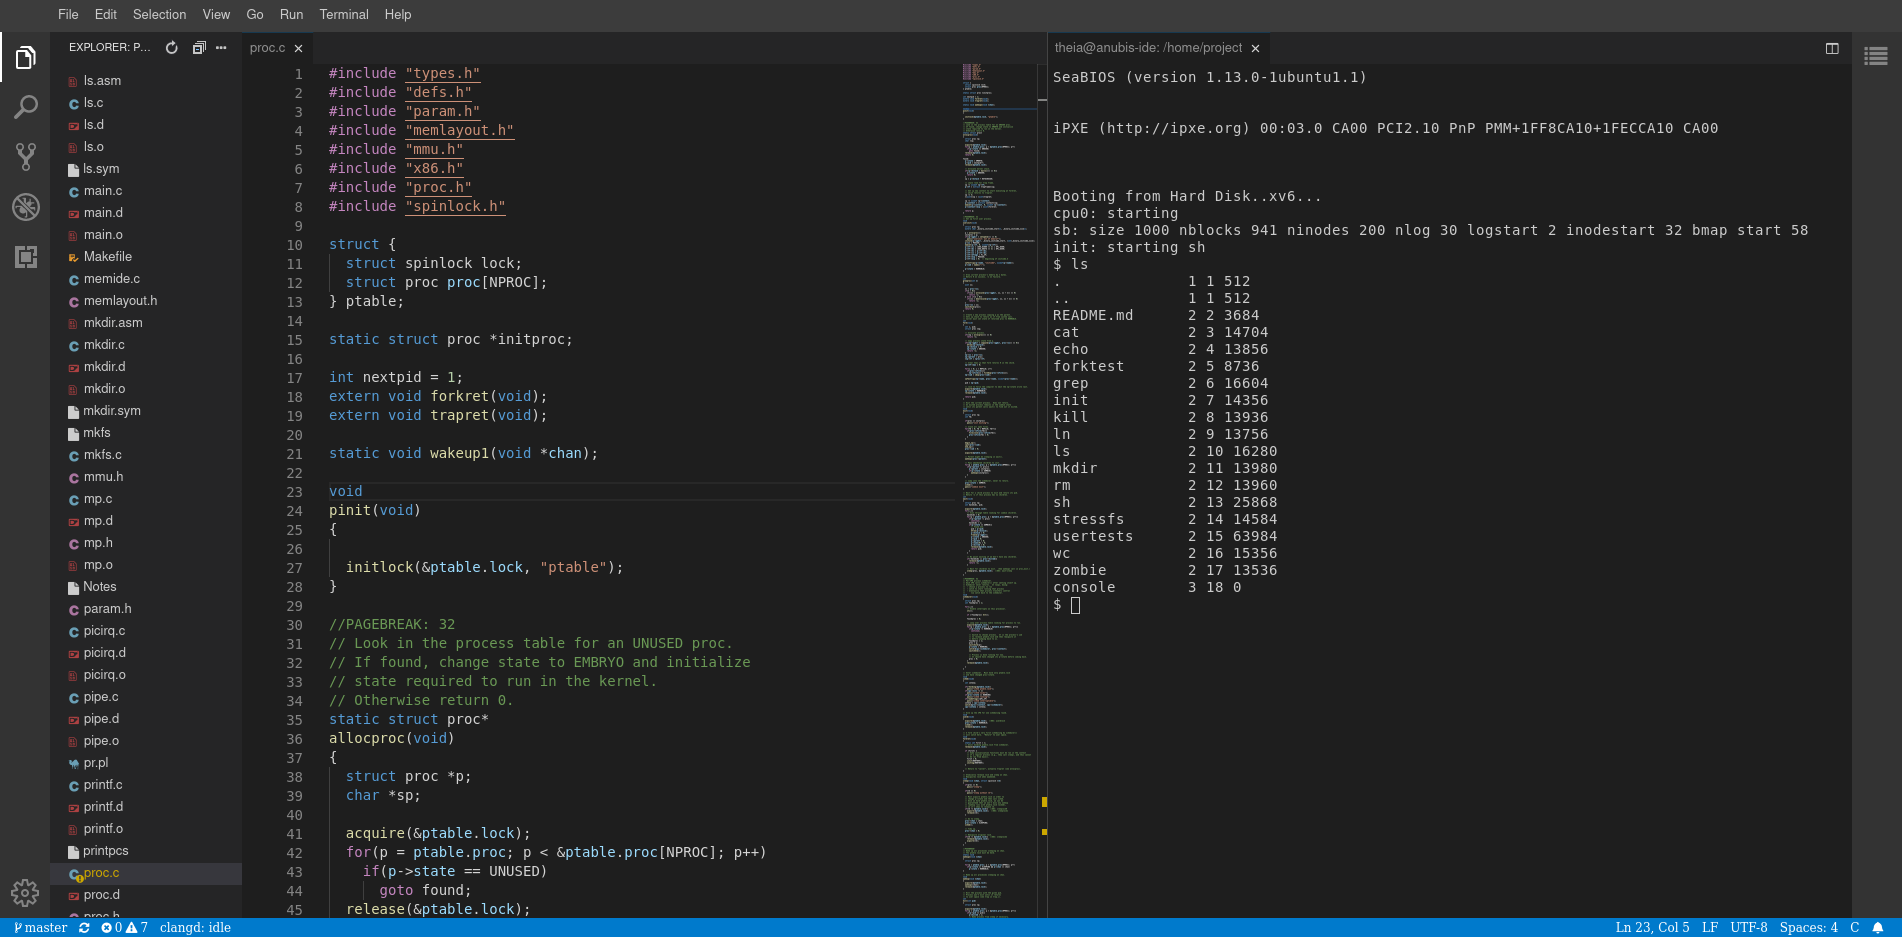 File Edit Selection View Go Run Terminal Help
EXPLORER: P...
ls.asm
ls.c
ls.d
ls.o
ls.sym
main.c
main.d
main.o
Makefile
memide.c
memlayout.h
mkdir.asm
mkdir.c
mkdir.d
mkdir.o
mkdir.sym
mkfs
mkfs.c
mmu.h
mp.c
mp.d
mp.h
mp.o
Notes
param.h
picirq.c
picirq.d
picirq.o
pipe.c
pipe.d
pipe.o
pr.pl
printf.c
printf.d
printf.o
printpcs
proc.c
proc.d
proc.h
proc.c
1 #include "types.h"
2 #include "defs.h"
3 #include "param.h"
4 #include "memlayout.h"
5 #include "mmu.h"
6 #include "x86.h"
7 #include "proc.h"
8 #include "spinlock.h"
9
10 struct {
11   struct spinlock lock;
12   struct proc proc[NPROC];
13 } ptable;
14
15 static struct proc *initproc;
16
17 int nextpid = 1;
18 extern void forkret(void);
19 extern void trapret(void);
20
21 static void wakeup1(void *chan);
22
23 void
24 pinit(void)
25 {
26
27   initlock(&ptable.lock, "ptable");
28 }
29
30 //PAGEBREAK: 32
31 // Look in the process table for an UNUSED proc.
32 // If found, change state to EMBRYO and initialize
33 // state required to run in the kernel.
34 // Otherwise return 0.
35 static struct proc*
36 allocproc(void)
37 {
38   struct proc *p;
39   char *sp;
40
41   acquire(&ptable.lock);
42   for(p = ptable.proc; p < &ptable.proc[NPROC]; p++)
43     if(p->state == UNUSED)
44       goto found;
45   release(&ptable.lock);
theia@anubis-ide: /home/project
SeaBIOS (version 1.13.0-1ubuntu1.1)
iPXE (http://ipxe.org) 00:03.0 CA00 PCI2.10 PnP PMM+1FF8CA10+1FECCA10 CA00
Booting from Hard Disk..xv6...
cpu0: starting
sb: size 1000 nblocks 941 ninodes 200 nlog 30 logstart 2 inodestart 32 bmap start 58
init: starting sh
$ ls
.              1 1 512
..             1 1 512
README.md      2 2 3684
cat            2 3 14704
echo           2 4 13856
forktest       2 5 8736
grep           2 6 16604
init           2 7 14356
kill           2 8 13936
ln             2 9 13756
ls             2 10 16280
mkdir          2 11 13980
rm             2 12 13960
sh             2 13 25868
stressfs       2 14 14584
usertests      2 15 63984
wc             2 16 15356
zombie         2 17 13536
console        3 18 0
$
master 0 7 clangd: idle Ln 23, Col 5 LF UTF-8 Spaces: 4 C